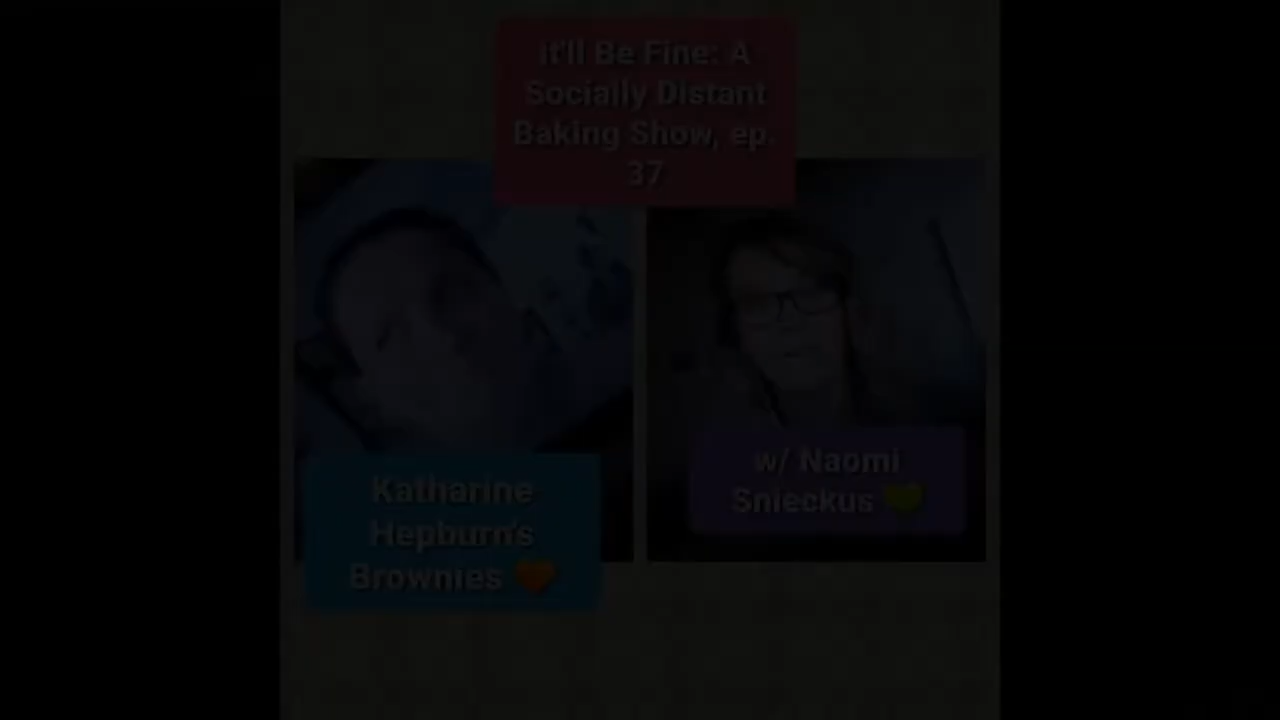 It'll Be Fine: A
Socially Distant
Baking Show, ep.
37
w/ Naomi
Snieckus 💚
Katharine
Hepburn's
Brownies 🧡